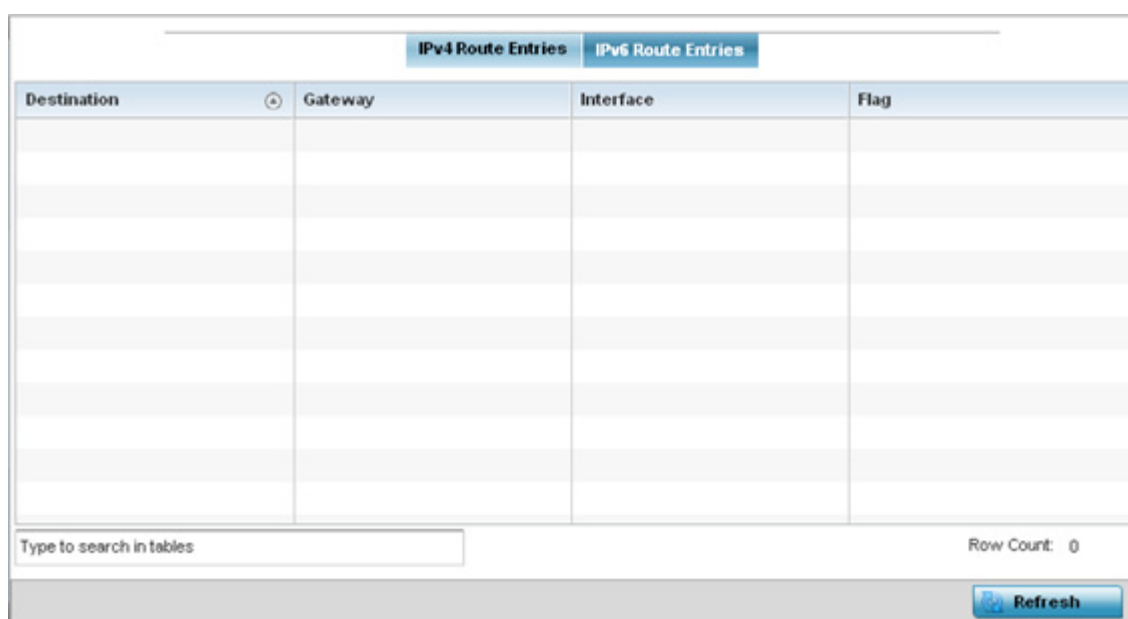 IPv4 Route Entries IPv6 Route Entries
Destination Gateway Interface Flag
Type to search in tables Row Count: 0
Refresh